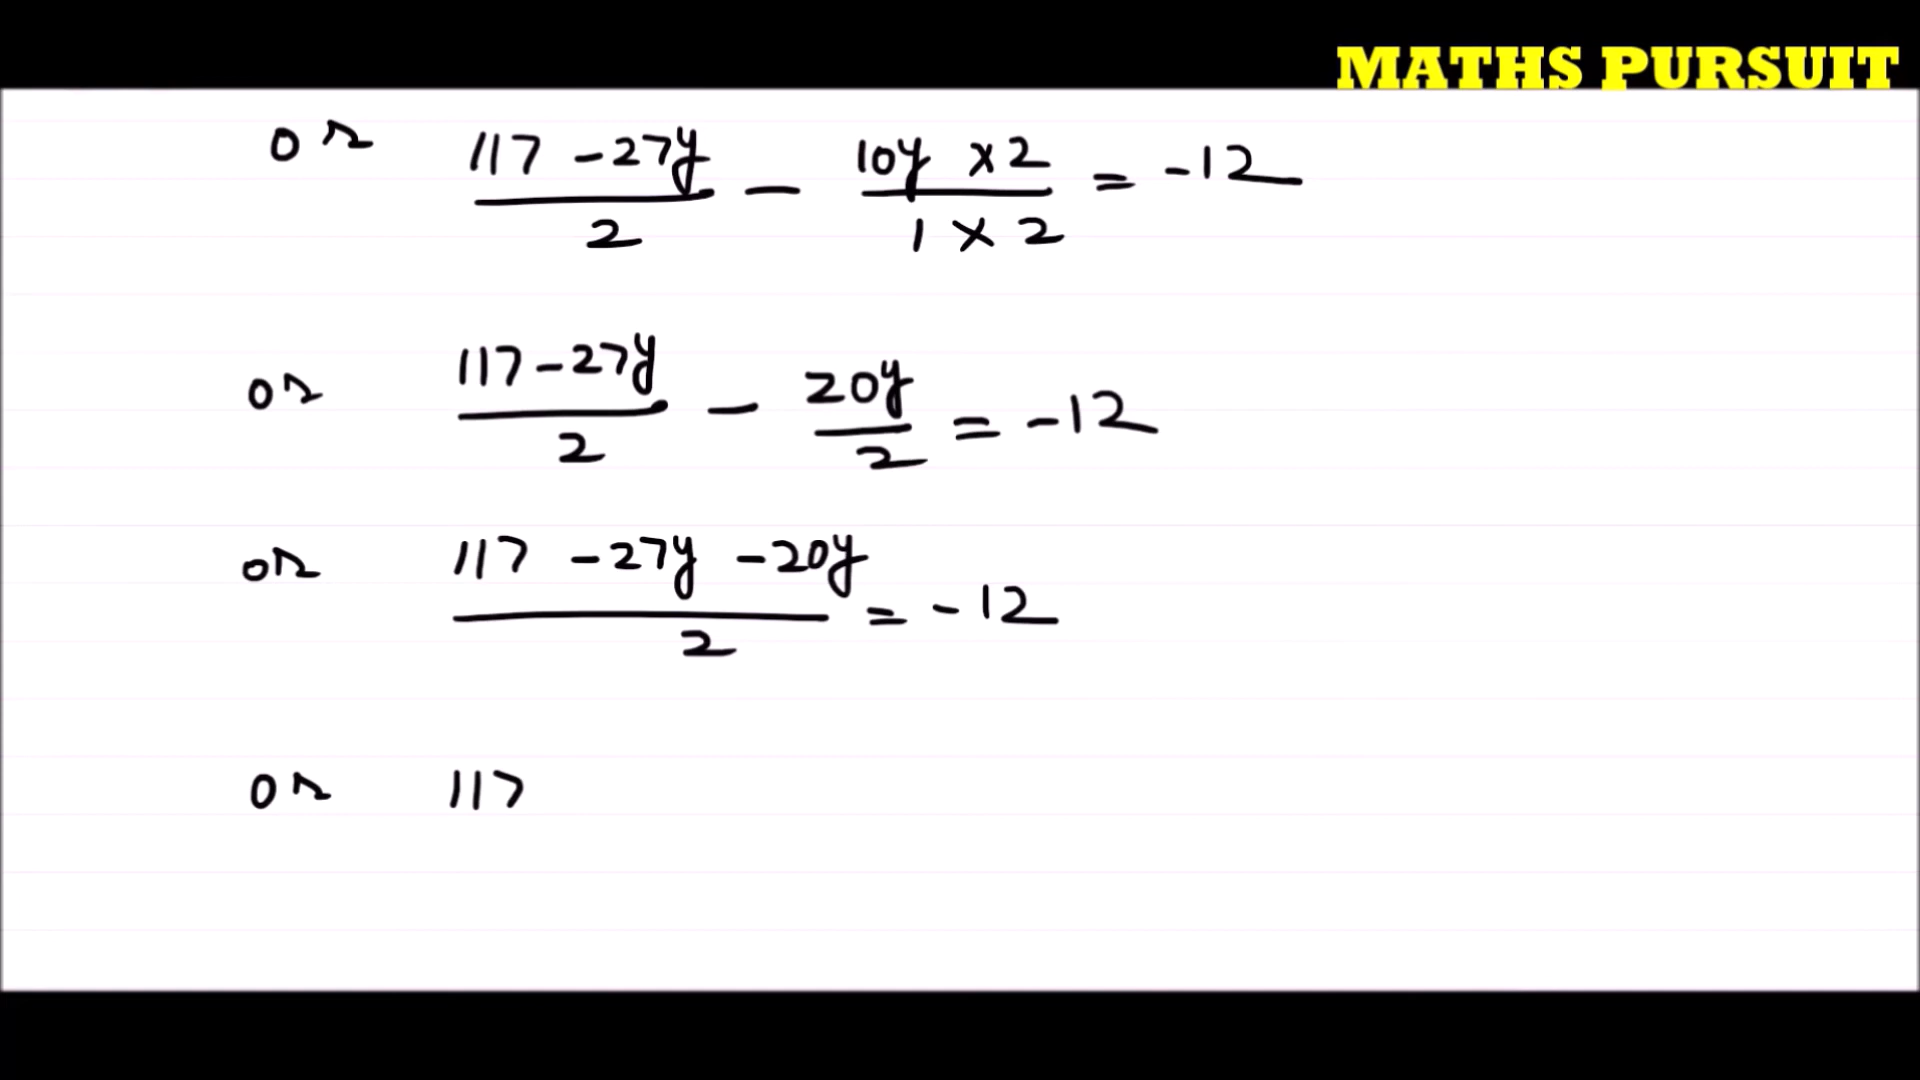 MATHS PURSUIT
or (117 - 27y)/2 - (10y × 2)/(1 × 2) = -12
or (117 - 27y)/2 - 20y/2 = -12
or (117 - 27y - 20y)/2 = -12
or 117